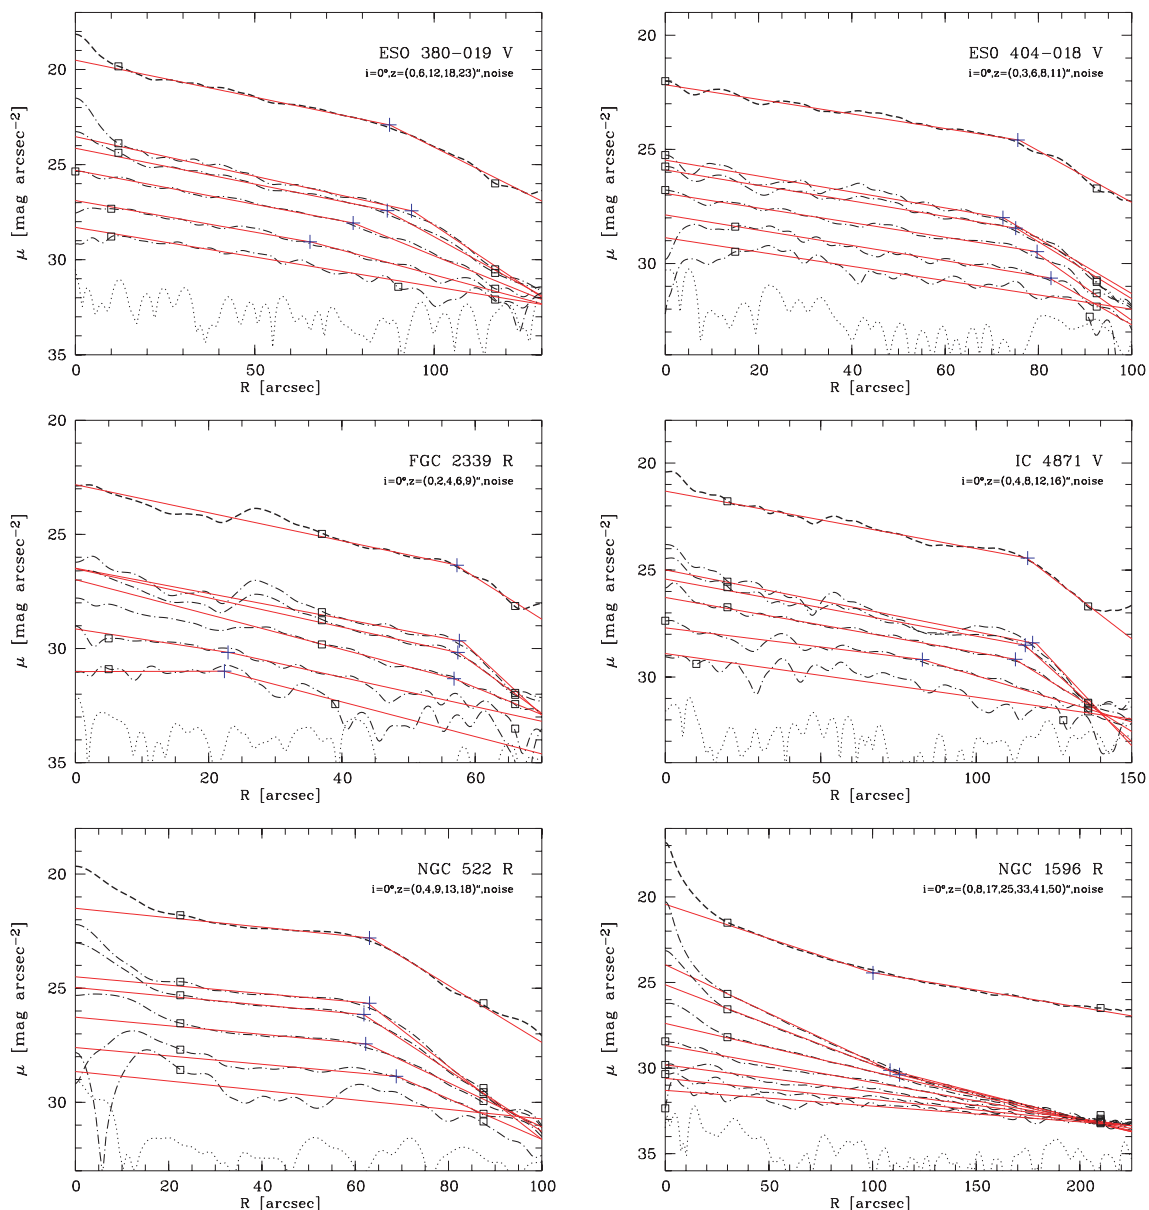 ESO 380-019 V
i=0°,z=(0,6,12,18,23)",noise
20
25
30
35
0
50
100
μ [mag arcsec⁻²]
R [arcsec]
ESO 404-018 V
i=0°,z=(0,3,6,8,11)",noise
20
25
30
0
20
40
60
80
100
μ [mag arcsec⁻²]
R [arcsec]
FGC 2339 R
i=0°,z=(0,2,4,6,9)",noise
20
25
30
35
0
20
40
60
μ [mag arcsec⁻²]
R [arcsec]
IC 4871 V
i=0°,z=(0,4,8,12,16)",noise
20
25
30
0
50
100
150
μ [mag arcsec⁻²]
R [arcsec]
NGC 522 R
i=0°,z=(0,4,9,13,18)",noise
20
25
30
0
20
40
60
80
100
μ [mag arcsec⁻²]
R [arcsec]
NGC 1596 R
i=0°,z=(0,8,17,25,33,41,50)",noise
20
25
30
35
0
50
100
150
200
μ [mag arcsec⁻²]
R [arcsec]